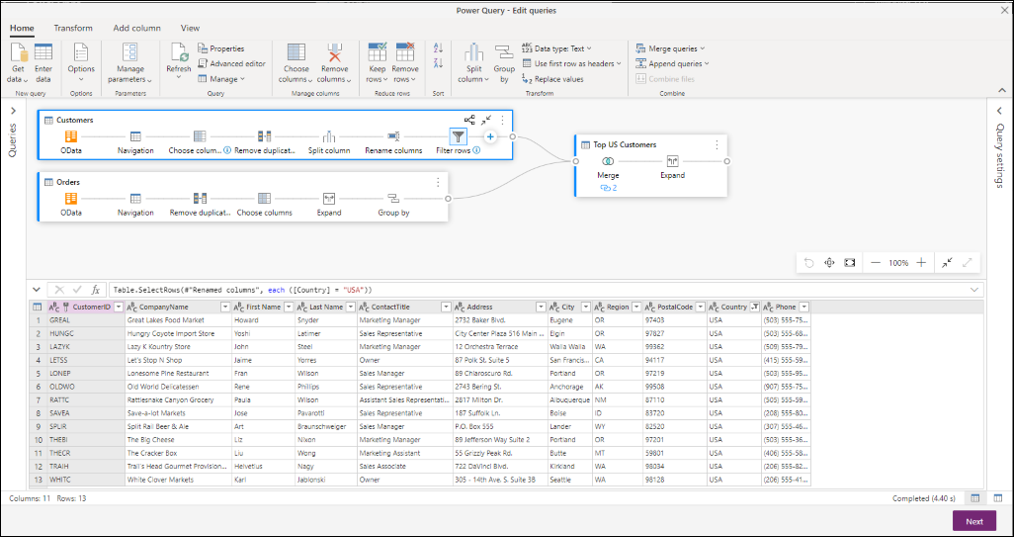 Power Query - Edit queries
Home Transform Add column View
Get data Enter data
New query
Options
Options
Manage parameters
Parameters
Refresh
Properties
Advanced editor
Manage
Query
Choose columns Remove columns
Manage columns
Keep rows Remove rows
Reduce rows
Sort
Split column Group by
Data type: Text
Use first row as headers
Replace values
Transform
Merge queries
Append queries
Combine files
Combine
Queries
Customers
OData Navigation Choose colum... Remove duplicat... Split column Rename columns Filter rows
Orders
OData Navigation Remove duplicat... Choose columns Expand Group by
Top US Customers
Merge Expand
2
Query settings
100%
fx Table.SelectRows(#"Renamed columns", each ([Country] = "USA"))
CustomerID CompanyName First Name Last Name ContactTitle Address City Region PostalCode Country Phone
1 GREAL Great Lakes Food Market Howard Snyder Marketing Manager 2732 Baker Blvd. Eugene OR 97403 USA (503) 555-75...
2 HUNGC Hungry Coyote Import Store Yoshi Latimer Sales Representative City Center Plaza 516 Main ... Elgin OR 97827 USA (503) 555-68...
3 LAZYK Lazy K Kountry Store John Steel Marketing Manager 12 Orchestra Terrace Walla Walla WA 99362 USA (509) 555-79...
4 LETSS Let's Stop N Shop Jaime Yorres Owner 87 Polk St. Suite 5 San Francis... CA 94117 USA (415) 555-59...
5 LONEP Lonesome Pine Restaurant Fran Wilson Sales Manager 89 Chiaroscuro Rd. Portland OR 97219 USA (503) 555-95...
6 OLDWO Old World Delicatessen Rene Phillips Sales Representative 2743 Bering St. Anchorage AK 99508 USA (907) 555-75...
7 RATTC Rattlesnake Canyon Grocery Paula Wilson Assistant Sales Representat... 2817 Milton Dr. Albuquerque NM 87110 USA (505) 555-59...
8 SAVEA Save-a-lot Markets Jose Pavarotti Sales Representative 187 Suffolk Ln. Boise ID 83720 USA (208) 555-80...
9 SPLIR Split Rail Beer & Ale Art Braunschweiger Sales Manager P.O. Box 555 Lander WY 82520 USA (307) 555-46...
10 THEBI The Big Cheese Liz Nixon Marketing Manager 89 Jefferson Way Suite 2 Portland OR 97201 USA (503) 555-36...
11 THECR The Cracker Box Liu Wong Marketing Assistant 55 Grizzly Peak Rd. Butte MT 59801 USA (406) 555-58...
12 TRAIH Trail's Head Gourmet Provision... Helvetius Nagy Sales Associate 722 DaVinci Blvd. Kirkland WA 98034 USA (206) 555-82...
13 WHITC White Clover Markets Karl Jablonski Owner 305 - 14th Ave. S. Suite 3B Seattle WA 98128 USA (206) 555-41...
Columns: 11 Rows: 13 Completed (4.40 s)
Next